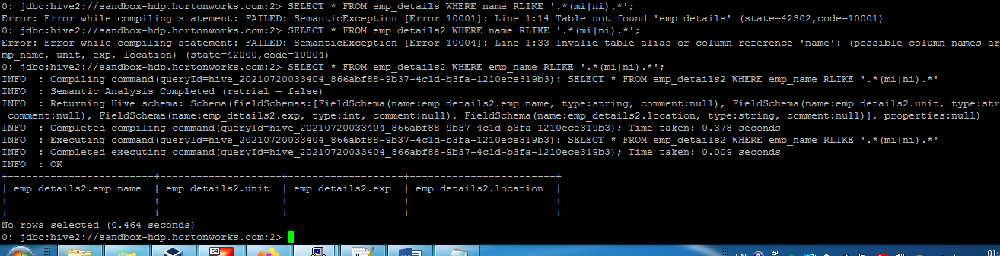 0: jdbc:hive2://sandbox-hdp.hortonworks.com:2> SELECT * FROM emp_details WHERE name RLIKE '.*(mi|ni).*';
Error: Error while compiling statement: FAILED: SemanticException [Error 10001]: Line 1:14 Table not found 'emp_details' (state=42S02,code=10001)
0: jdbc:hive2://sandbox-hdp.hortonworks.com:2> SELECT * FROM emp_details2 WHERE name RLIKE '.*(mi|ni).*';
Error: Error while compiling statement: FAILED: SemanticException [Error 10004]: Line 1:33 Invalid table alias or column reference 'name': (possible column names ar
mp_name, unit, exp, location) (state=42000,code=10004)
0: jdbc:hive2://sandbox-hdp.hortonworks.com:2> SELECT * FROM emp_details2 WHERE emp_name RLIKE '.*(mi|ni).*';
INFO  : Compiling command(queryId=hive_20210720033404_866abf88-9b37-4c1d-b3fa-1210ece319b3): SELECT * FROM emp_details2 WHERE emp_name RLIKE '.*(mi|ni).*'
INFO  : Semantic Analysis Completed (retrial = false)
INFO  : Returning Hive schema: Schema(fieldSchemas:[FieldSchema(name:emp_details2.emp_name, type:string, comment:null), FieldSchema(name:emp_details2.unit, type:str
 comment:null), FieldSchema(name:emp_details2.exp, type:int, comment:null), FieldSchema(name:emp_details2.location, type:string, comment:null)], properties:null)
INFO  : Completed compiling command(queryId=hive_20210720033404_866abf88-9b37-4c1d-b3fa-1210ece319b3); Time taken: 0.378 seconds
INFO  : Executing command(queryId=hive_20210720033404_866abf88-9b37-4c1d-b3fa-1210ece319b3): SELECT * FROM emp_details2 WHERE emp_name RLIKE '.*(mi|ni).*'
INFO  : Completed executing command(queryId=hive_20210720033404_866abf88-9b37-4c1d-b3fa-1210ece319b3); Time taken: 0.009 seconds
INFO  : OK
+------------------------+--------------------+-------------------+------------------------+
| emp_details2.emp_name  | emp_details2.unit  | emp_details2.exp  | emp_details2.location  |
+------------------------+--------------------+-------------------+------------------------+
+------------------------+--------------------+-------------------+------------------------+
No rows selected (0.464 seconds)
0: jdbc:hive2://sandbox-hdp.hortonworks.com:2>
64